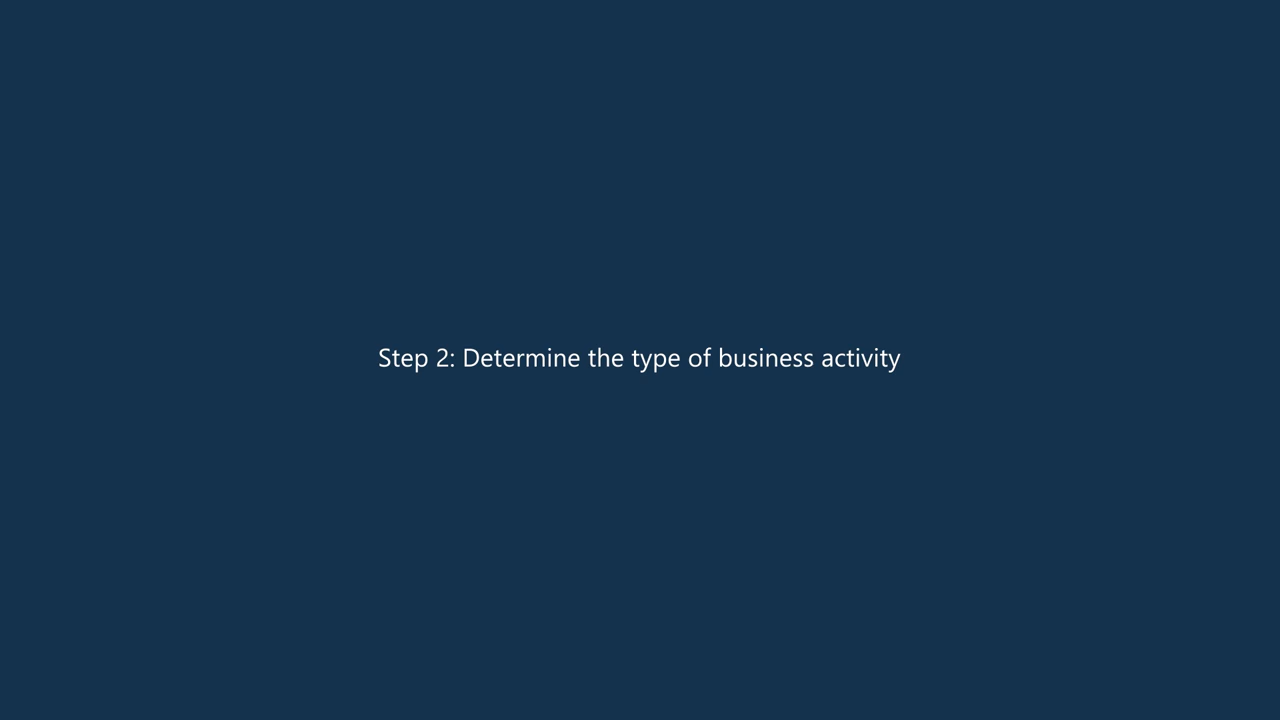 Step 2: Determine the type of business activity